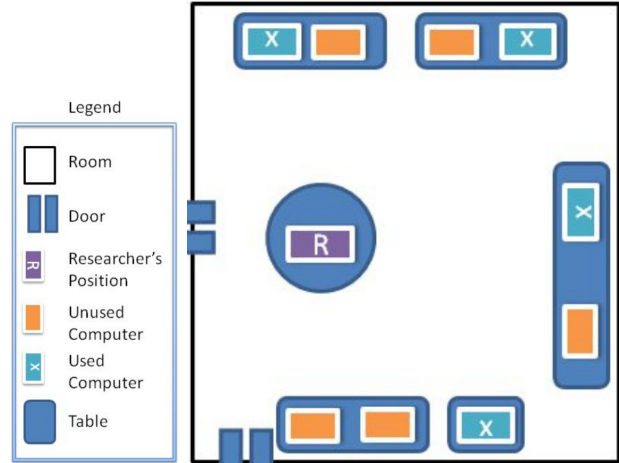 Legend
Room
Door
R
Researcher's
Position
Unused
Computer
X
Used
Computer
Table
X
X
X
R
X